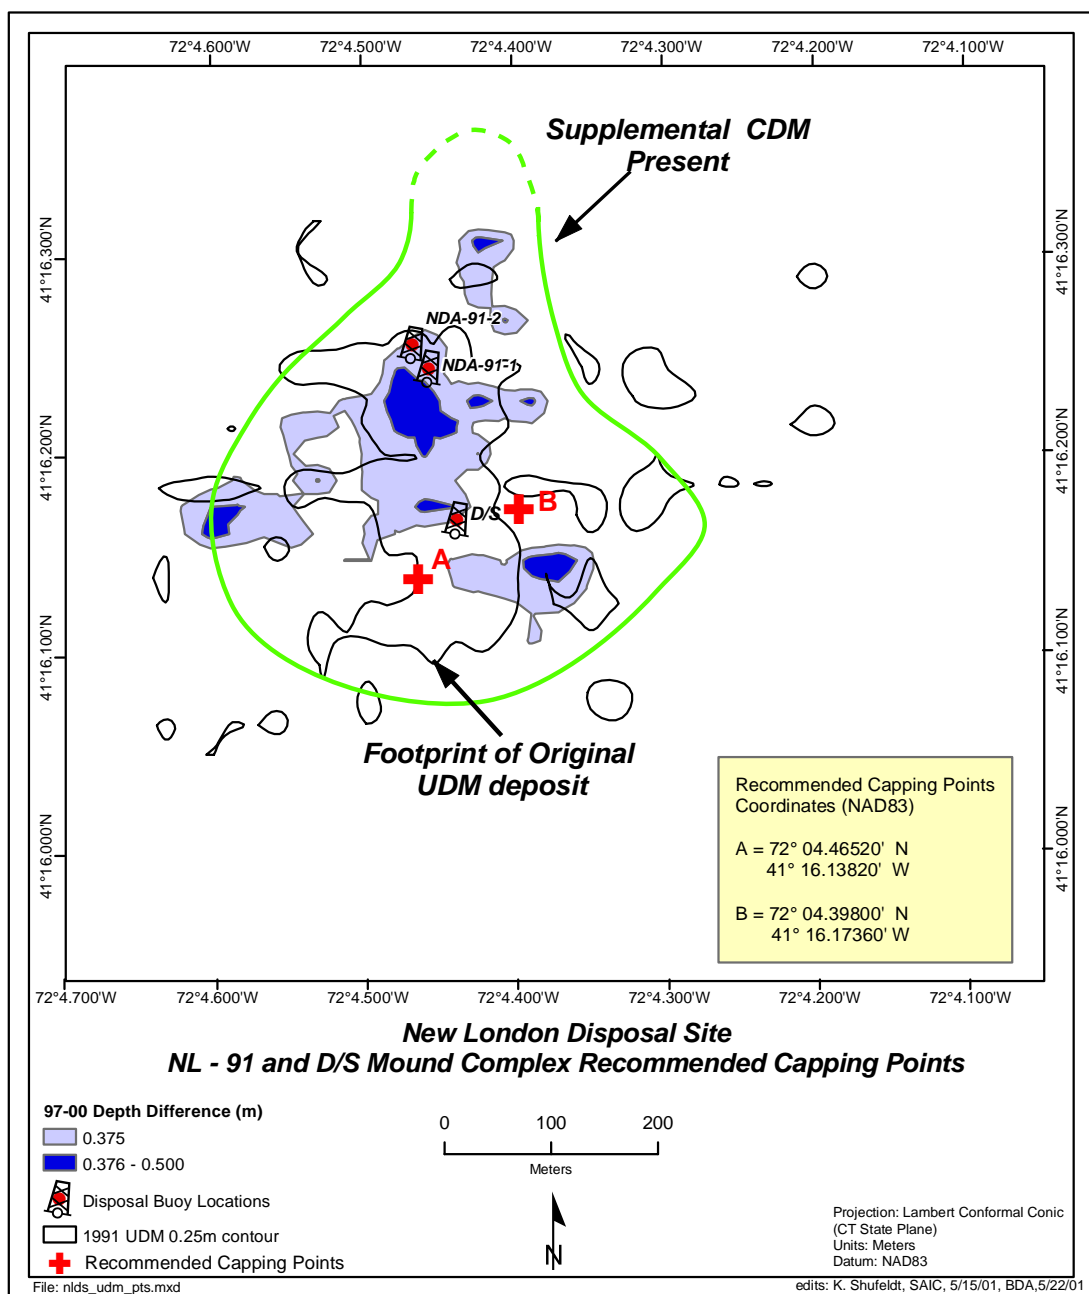 72°4.600'W 72°4.500'W 72°4.400'W 72°4.300'W 72°4.200'W 72°4.100'W
Supplemental CDM
Present
41°16.300'N
41°16.300'N
NDA-91-2
NDA-91-1
41°16.200'N
41°16.200'N
D/S
B
A
41°16.100'N
41°16.100'N
Footprint of Original
UDM deposit
Recommended Capping Points
Coordinates (NAD83)
A = 72° 04.46520' N
41° 16.13820' W
B = 72° 04.39800' N
41° 16.17360' W
41°16.000'N
41°16.000'N
72°4.700'W 72°4.600'W 72°4.500'W 72°4.400'W 72°4.300'W 72°4.200'W 72°4.100'W
New London Disposal Site
NL - 91 and D/S Mound Complex Recommended Capping Points
97-00 Depth Difference (m)
0.375
0.376 - 0.500
Disposal Buoy Locations
1991 UDM 0.25m contour
Recommended Capping Points
0 100 200
Meters
N
Projection: Lambert Conformal Conic
(CT State Plane)
Units: Meters
Datum: NAD83
File: nlds_udm_pts.mxd
edits: K. Shufeldt, SAIC, 5/15/01, BDA,5/22/01